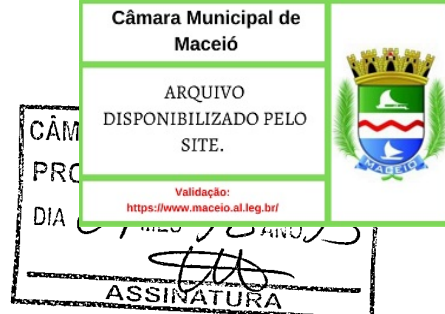 Câmara Municipal de
Maceió
ARQUIVO
DISPONIBILIZADO PELO
SITE.
Validação:
https://www.maceio.al.leg.br/
MACEIÓ
CÂM
PRO
DIA
ASSINATURA